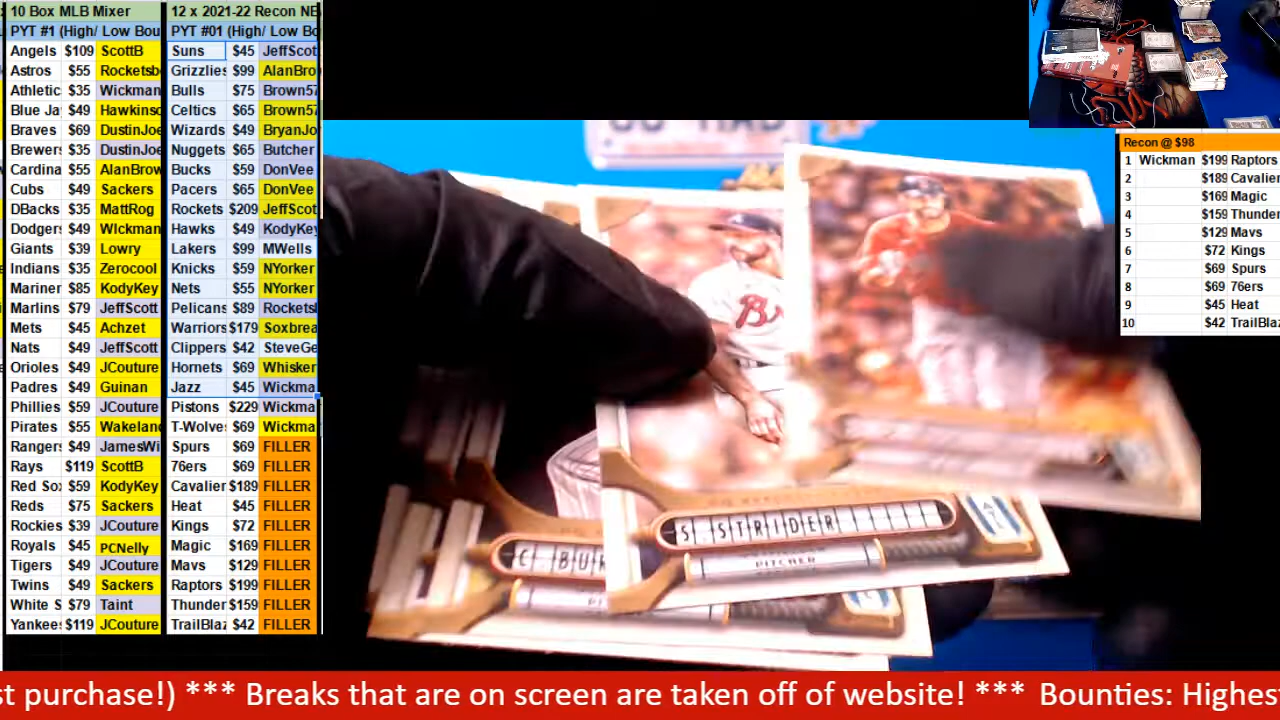 10 Box MLB Mixer
PYT #1 (High/ Low Bou
Angels $109 ScottB
Astros $55 Rocketsb
Athletic $35 Wickman
Blue Ja $49 Hawkins
Braves $69 DustinJoe
Brewers $35 DustinJoe
Cardina $55 AlanBrow
Cubs $49 Sackers
DBacks $35 MattRog
Dodgers $49 WIckman
Giants $39 Lowry
Indians $35 Zerocool
Mariner $85 KodyKey
Marlins $79 JeffScott
Mets $45 Achzet
Nats $49 JeffScott
Orioles $49 JCouture
Padres $49 Guinan
Phillies $59 JCouture
Pirates $55 Wakeland
Rangers $49 JamesWi
Rays $119 ScottB
Red Sox $59 KodyKey
Reds $75 Sackers
Rockies $39 JCouture
Royals $45 PCNelly
Tigers $49 JCouture
Twins $49 Sackers
White S $79 Taint
Yankees $119 JCouture
12 x 2021-22 Recon NB
PYT #01 (High/ Low Bo
Suns $45 JeffScot
Grizzlies $99 AlanBro
Bulls $75 Brown57
Celtics $65 Brown57
Wizards $49 BryanJo
Nuggets $65 Butcher
Bucks $59 DonVee
Pacers $65 DonVee
Rockets $209 JeffScot
Hawks $49 KodyKey
Lakers $99 MWells
Knicks $59 NYorker
Nets $55 NYorker
Pelicans $89 Rockets
Warriors $179 Soxbrea
Clippers $42 SteveGe
Hornets $69 Whisker
Jazz $45 Wickma
Pistons $229 Wickma
T-Wolve $69 Wickma
Spurs $69 FILLER
76ers $69 FILLER
Cavalier $189 FILLER
Heat $45 FILLER
Kings $72 FILLER
Magic $169 FILLER
Mavs $129 FILLER
Raptors $199 FILLER
Thunder $159 FILLER
TrailBlaz $42 FILLER
B
S. STRIDER
ATL
PITCHER
C. BUR
Recon @ $98
1 Wickman $199 Raptors
2 $189 Cavalier
3 $169 Magic
4 $159 Thunder
5 $129 Mavs
6 $72 Kings
7 $69 Spurs
8 $69 76ers
9 $45 Heat
10 $42 TrailBlaz
st purchase!) *** Breaks that are on screen are taken off of website! *** Bounties: Highes